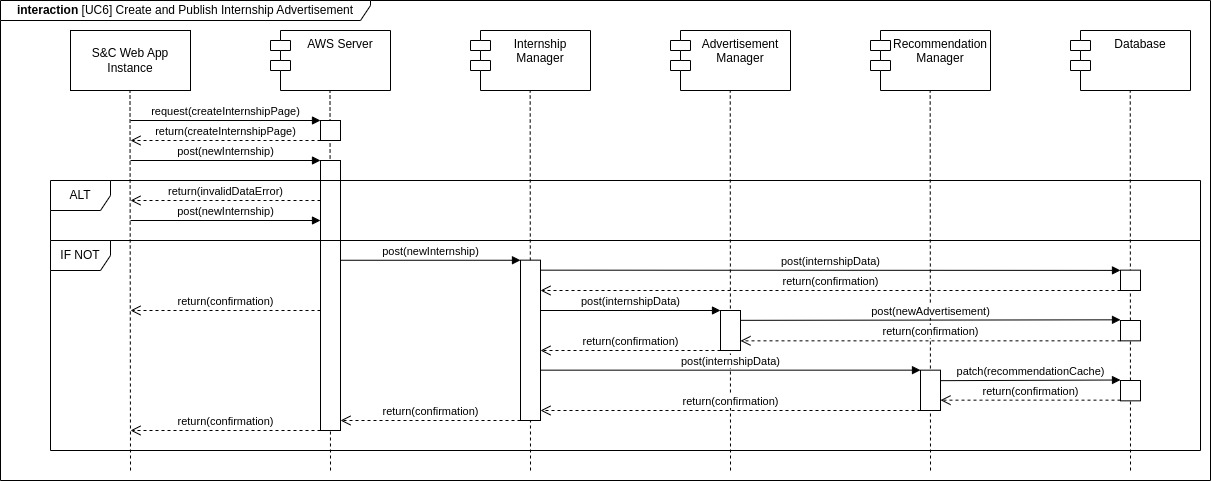 interaction [UC6] Create and Publish Internship Advertisement
S&C Web App
Instance
AWS Server
Internship
Manager
Advertisement
Manager
Recommendation
Manager
Database
request(createInternshipPage)
return(createInternshipPage)
post(newInternship)
ALT
return(invalidDataError)
post(newInternship)
IF NOT
post(newInternship)
post(internshipData)
return(confirmation)
return(confirmation)
post(internshipData)
post(newAdvertisement)
return(confirmation)
return(confirmation)
post(internshipData)
patch(recommendationCache)
return(confirmation)
return(confirmation)
return(confirmation)
return(confirmation)